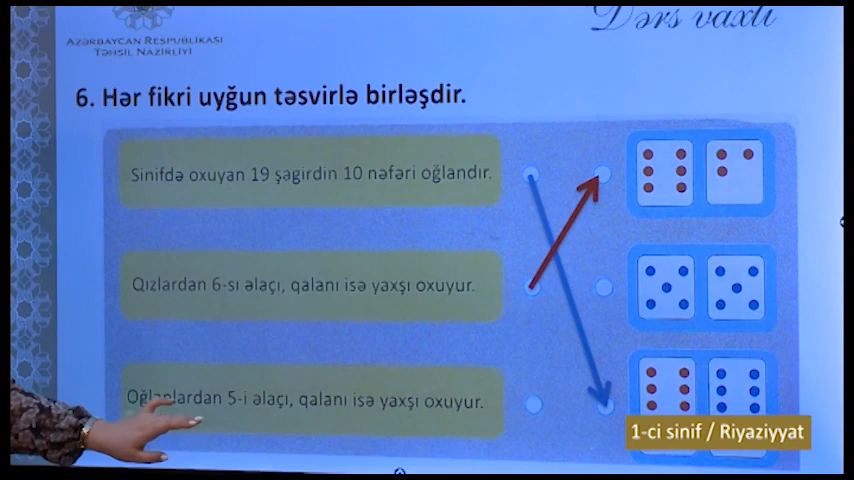 AZƏRBAYCAN RESPUBLİKASI
TƏHSİL NAZİRLİYİ
Dərs vaxtı
6. Hər fikri uyğun təsvirlə birləşdir.
Sinifdə oxuyan 19 şagirdin 10 nəfəri oğlandır.
Qızlardan 6-sı əlaçı, qalanı isə yaxşı oxuyur.
Oğlanlardan 5-i əlaçı, qalanı isə yaxşı oxuyur.
1-ci sinif / Riyaziyyat